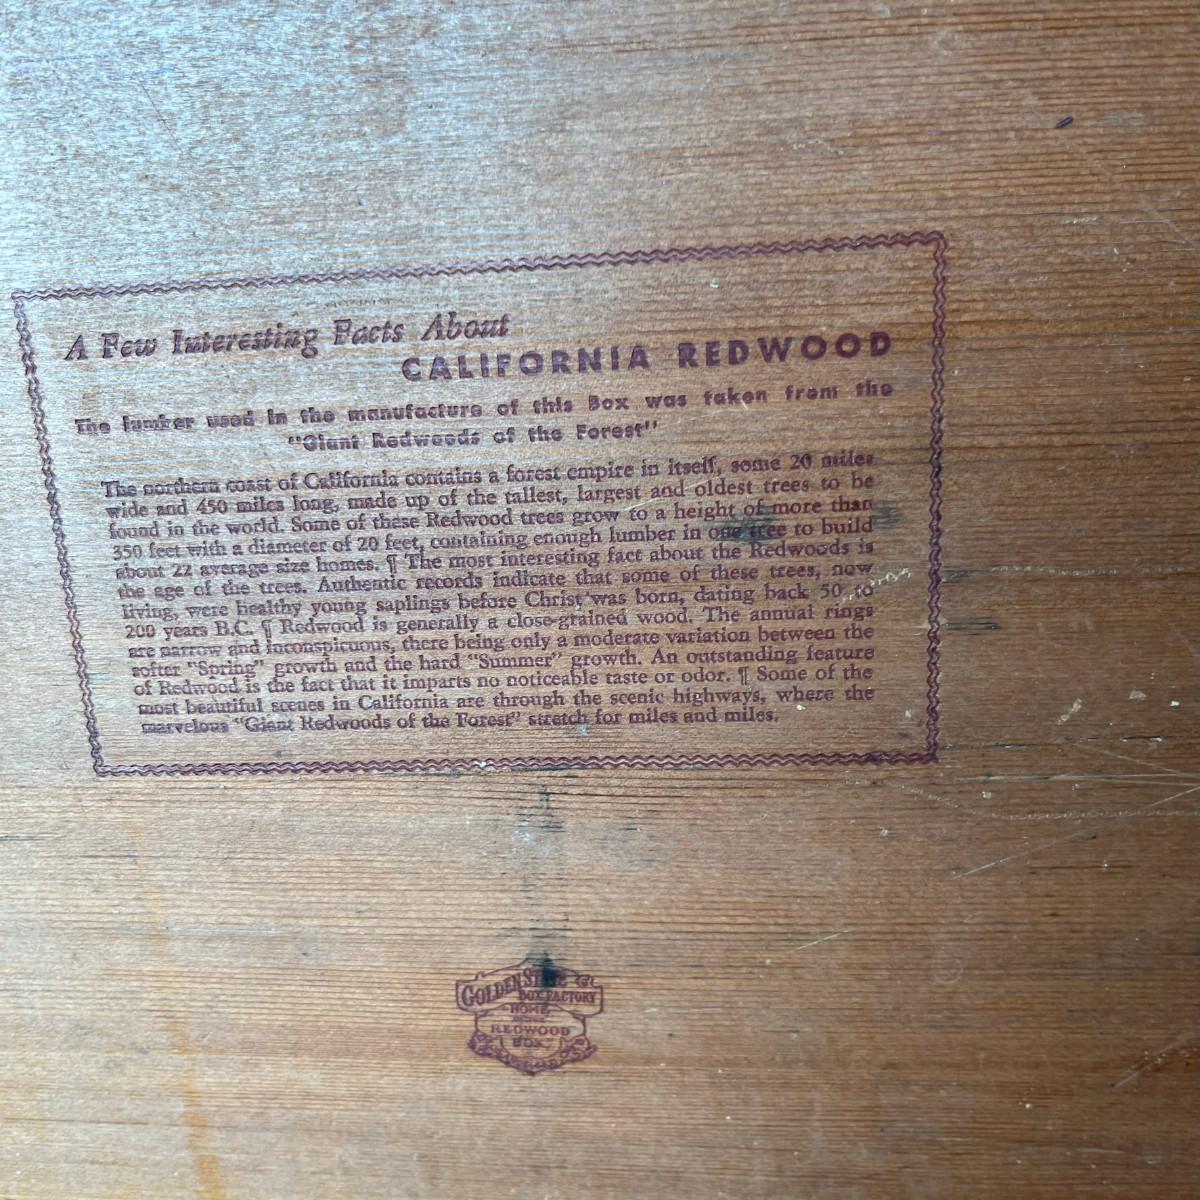 A Few Interesting Facts About
CALIFORNIA REDWOOD
The lumber used in the manufacture of this Box was taken from the
"Giant Redwoods of the Forest"
The northern coast of California contains a forest empire in itself, some 20 miles
wide and 450 miles long, made up of the tallest, largest and oldest trees to be
found in the world. Some of these Redwood trees grow to a height of more than
350 feet with a diameter of 20 feet, containing enough lumber in one tree to build
about 22 average size homes. ¶ The most interesting fact about the Redwoods is
the age of the trees. Authentic records indicate that some of these trees, now
living, were healthy young saplings before Christ was born, dating back 50 to
200 years B.C. ¶ Redwood is generally a close-grained wood. The annual rings
are narrow and inconspicuous, there being only a moderate variation between the
softer "Spring" growth and the hard "Summer" growth. An outstanding feature
of Redwood is the fact that it imparts no noticeable taste or odor. ¶ Some of the
most beautiful scenes in California are through the scenic highways, where the
marvelous "Giant Redwoods of the Forest" stretch for miles and miles.
GOLDEN STATE
BOX FACTORY
HOME
REDWOOD
BOX